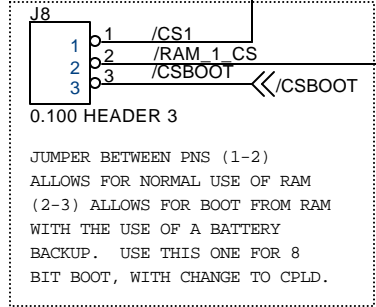 J8
1 1 /CS1
2 2 /RAM_1_CS
3 3 /CSBOOT /CSBOOT
0.100 HEADER 3
JUMPER BETWEEN PNS (1-2)
ALLOWS FOR NORMAL USE OF RAM
(2-3) ALLOWS FOR BOOT FROM RAM
WITH THE USE OF A BATTERY
BACKUP. USE THIS ONE FOR 8
BIT BOOT, WITH CHANGE TO CPLD.